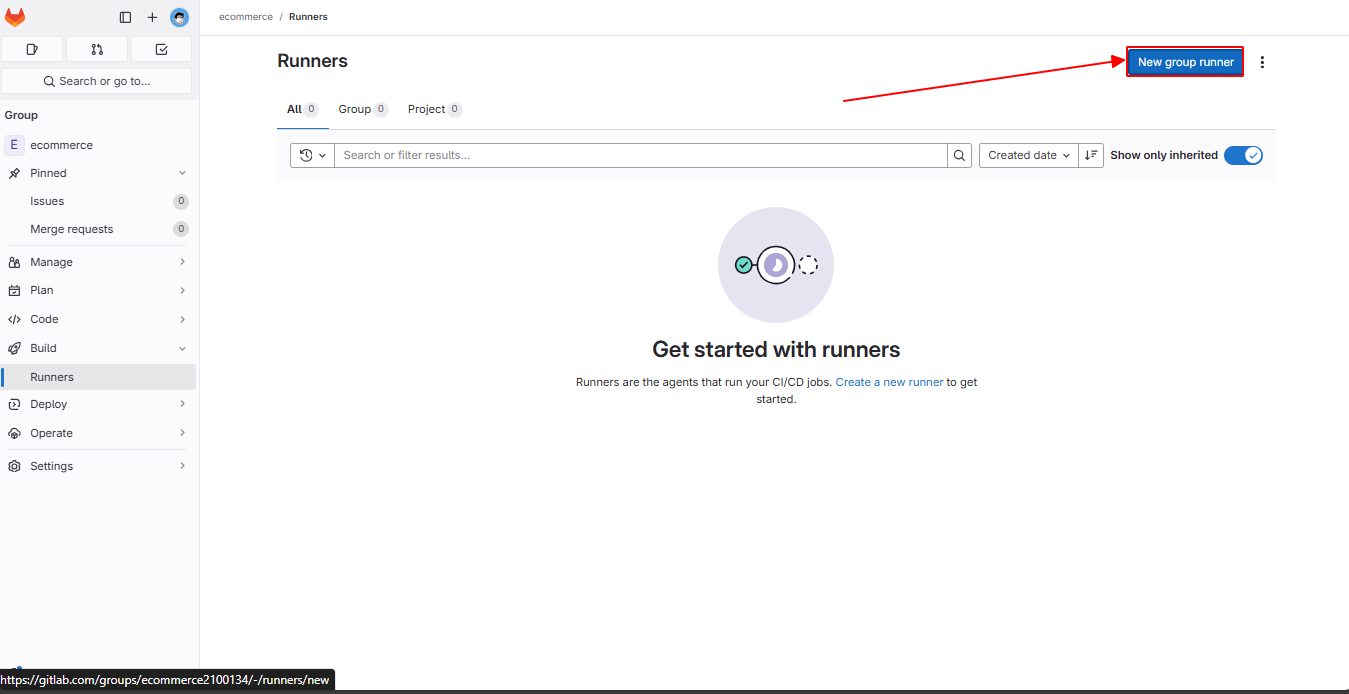 ecommerce / Runners
Search or go to...
Group
E ecommerce
Pinned
Issues 0
Merge requests 0
Manage
Plan
Code
Build
Runners
Deploy
Operate
Settings
Runners
New group runner
All 0 Group 0 Project 0
Search or filter results...
Created date
Show only inherited
Get started with runners
Runners are the agents that run your CI/CD jobs. Create a new runner to get
started.
https://gitlab.com/groups/ecommerce2100134/-/runners/new